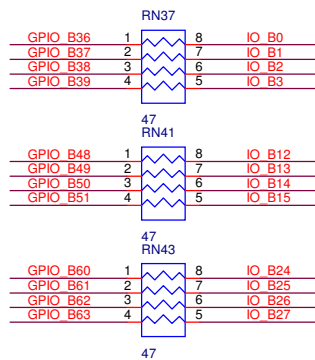 RN37
GPIO_B36 1 8 IO_B0
GPIO_B37 2 7 IO_B1
GPIO_B38 3 6 IO_B2
GPIO_B39 4 5 IO_B3
47
RN41
GPIO_B48 1 8 IO_B12
GPIO_B49 2 7 IO_B13
GPIO_B50 3 6 IO_B14
GPIO_B51 4 5 IO_B15
47
RN43
GPIO_B60 1 8 IO_B24
GPIO_B61 2 7 IO_B25
GPIO_B62 3 6 IO_B26
GPIO_B63 4 5 IO_B27
47